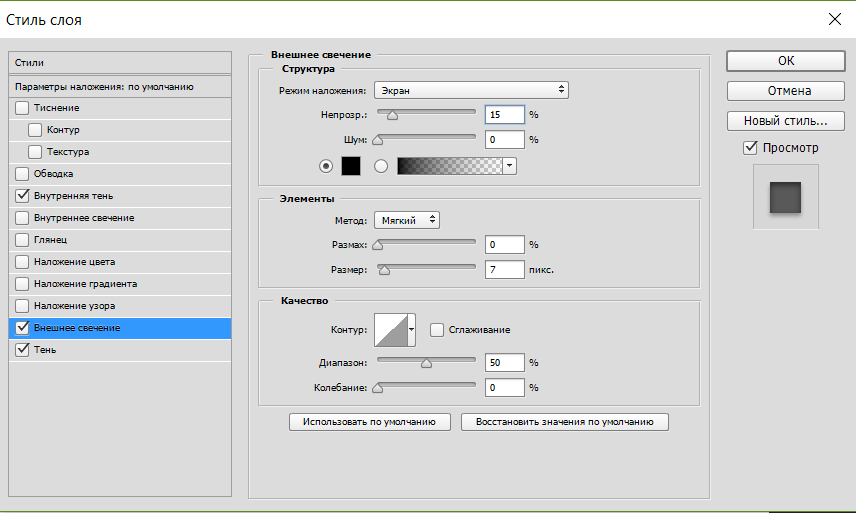 Стиль слоя
Стили
Параметры наложения: по умолчанию
Тиснение
Контур
Текстура
Обводка
Внутренняя тень
Внутреннее свечение
Глянец
Наложение цвета
Наложение градиента
Наложение узора
Внешнее свечение
Тень
Внешнее свечение
Структура
Режим наложения: Экран
Непрозр.: 15 %
Шум: 0 %
Элементы
Метод: Мягкий
Размах: 0 %
Размер: 7 пикс.
Качество
Контур: Сглаживание
Диапазон: 50 %
Колебание: 0 %
Использовать по умолчанию Восстановить значения по умолчанию
ОК
Отмена
Новый стиль...
Просмотр